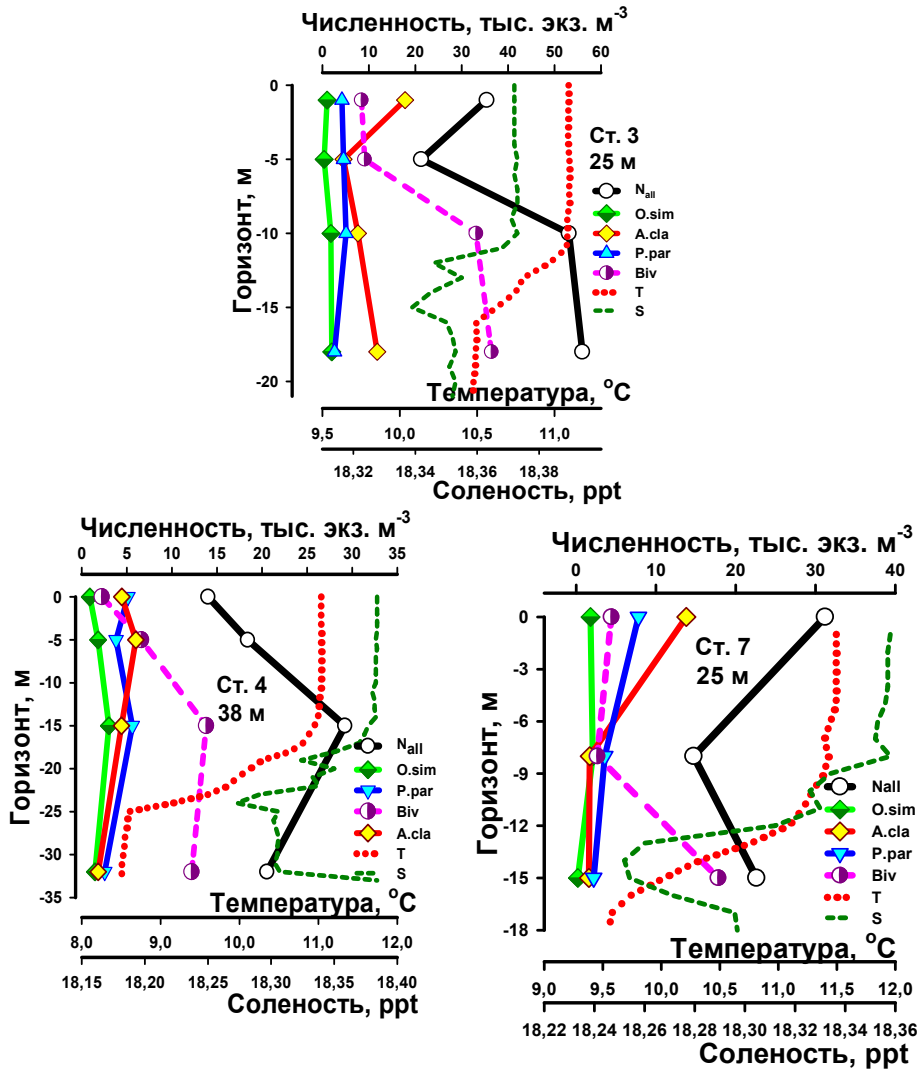 Численность, тыс. экз. м-3
0 10 20 30 40 50 60
0
-5
-10
-15
-20
Горизонт, м
Ст. 3
25 м
Nall
O.sim
A.cla
P.par
Biv
T
S
Температура, oC
9,5 10,0 10,5 11,0
18,32 18,34 18,36 18,38
Соленость, ppt
Численность, тыс. экз. м-3
0 5 10 15 20 25 30 35
0
-5
-10
-15
-20
-25
-30
-35
Горизонт, м
Ст. 4
38 м
Nall
O.sim
P.par
Biv
A.cla
T
S
Температура, oC
8,0 9,0 10,0 11,0 12,0
18,15 18,20 18,25 18,30 18,35 18,40
Соленость, ppt
Численность, тыс. экз. м-3
0 10 20 30 40
0
-3
-6
-9
-12
-15
-18
Горизонт, м
Ст. 7
25 м
Nall
O.sim
A.cla
P.par
Biv
T
S
Температура, oC
9,0 9,5 10,0 10,5 11,0 11,5 12,0
18,22 18,24 18,26 18,28 18,30 18,32 18,34 18,36
Соленость, ppt